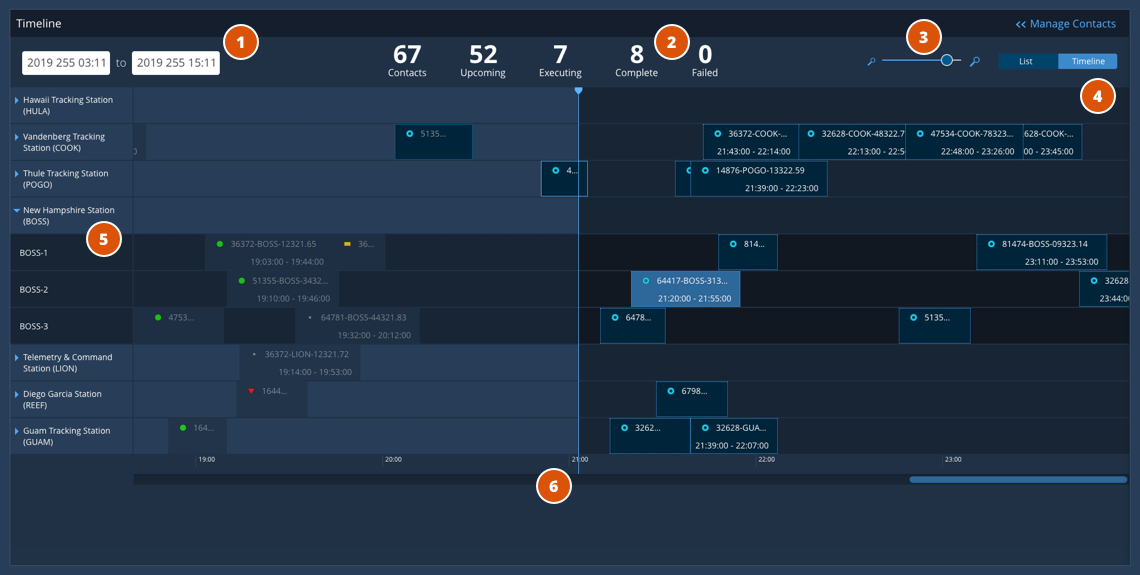 Timeline
Manage Contacts
1
2019 255 03:11 to 2019 255 15:11
67 52 7 8 0
Contacts Upcoming Executing Complete Failed
2
3
List Timeline
4
Hawaii Tracking Station
(HULA)
Vandenberg Tracking
Station (COOK)
5135...
36372-COOK-...
21:43:00 - 22:14:00
32628-COOK-48322.7
22:13:00 - 22:5
47534-COOK-78323...
22:48:00 - 23:26:00
628-COOK-...
:00 - 23:45:00
Thule Tracking Station
(POGO)
4...
14876-POGO-13322.59
21:39:00 - 22:23:00
New Hampshire Station
(BOSS)
5
BOSS-1
36372-BOSS-12321.65
19:03:00 - 19:44:00
36...
814...
81474-BOSS-09323.14
23:11:00 - 23:53:00
BOSS-2
51355-BOSS-3432...
19:10:00 - 19:46:00
64417-BOSS-313...
21:20:00 - 21:55:00
32628
23:44:0
BOSS-3
4753...
64781-BOSS-44321.83
19:32:00 - 20:12:00
6478...
5135...
Telemetry & Command
Station (LION)
36372-LION-12321.72
19:14:00 - 19:53:00
Diego Garcia Station
(REEF)
1644...
6798...
Guam Tracking Station
(GUAM)
164...
3262...
32628-GUA...
21:39:00 - 22:07:00
19:00 20:00 21:00 22:00 23:00
6